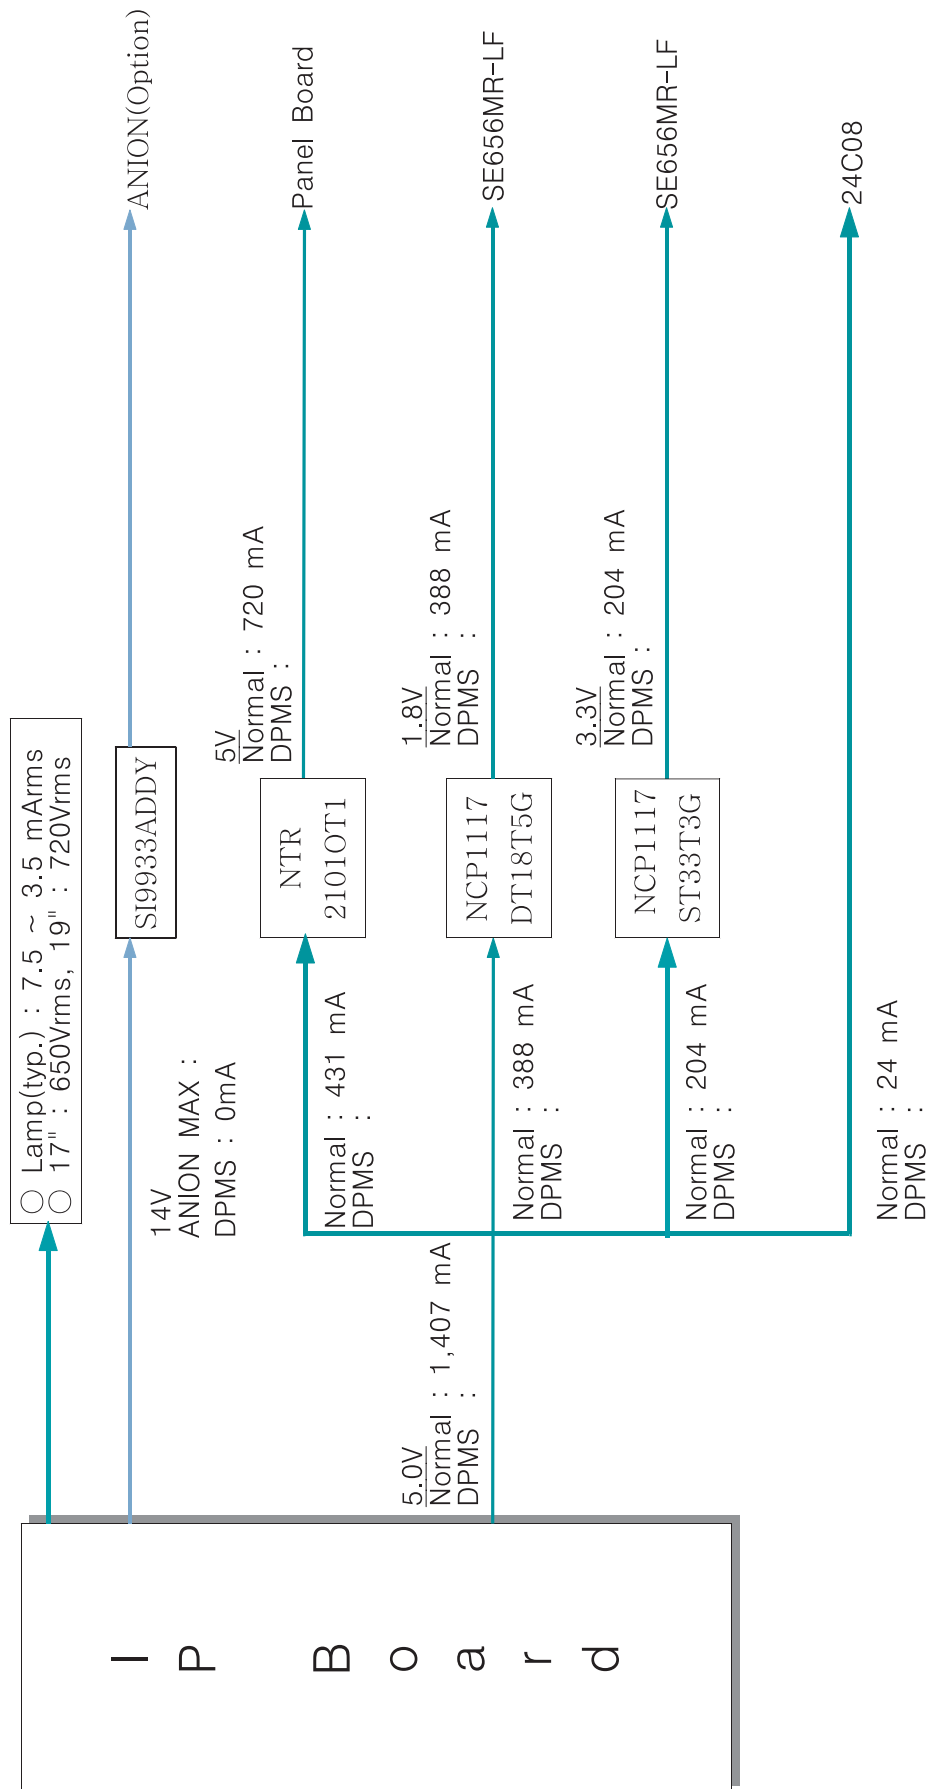 IP Board
○ Lamp(typ.) : 7.5 ~ 3.5 mArms
○ 17" : 650Vrms, 19" : 720Vrms
14V
ANION MAX :
DPMS : 0mA
SI9933ADDY
ANION(Option)
5.0V
Normal : 1,407 mA
DPMS :
Normal : 431 mA
DPMS :
NTR
2101OT1
5V
Normal : 720 mA
DPMS :
Panel Board
Normal : 388 mA
DPMS :
NCP1117
DT18T5G
1.8V
Normal : 388 mA
DPMS :
SE656MR-LF
Normal : 204 mA
DPMS :
NCP1117
ST33T3G
3.3V
Normal : 204 mA
DPMS :
SE656MR-LF
Normal : 24 mA
DPMS :
24C08